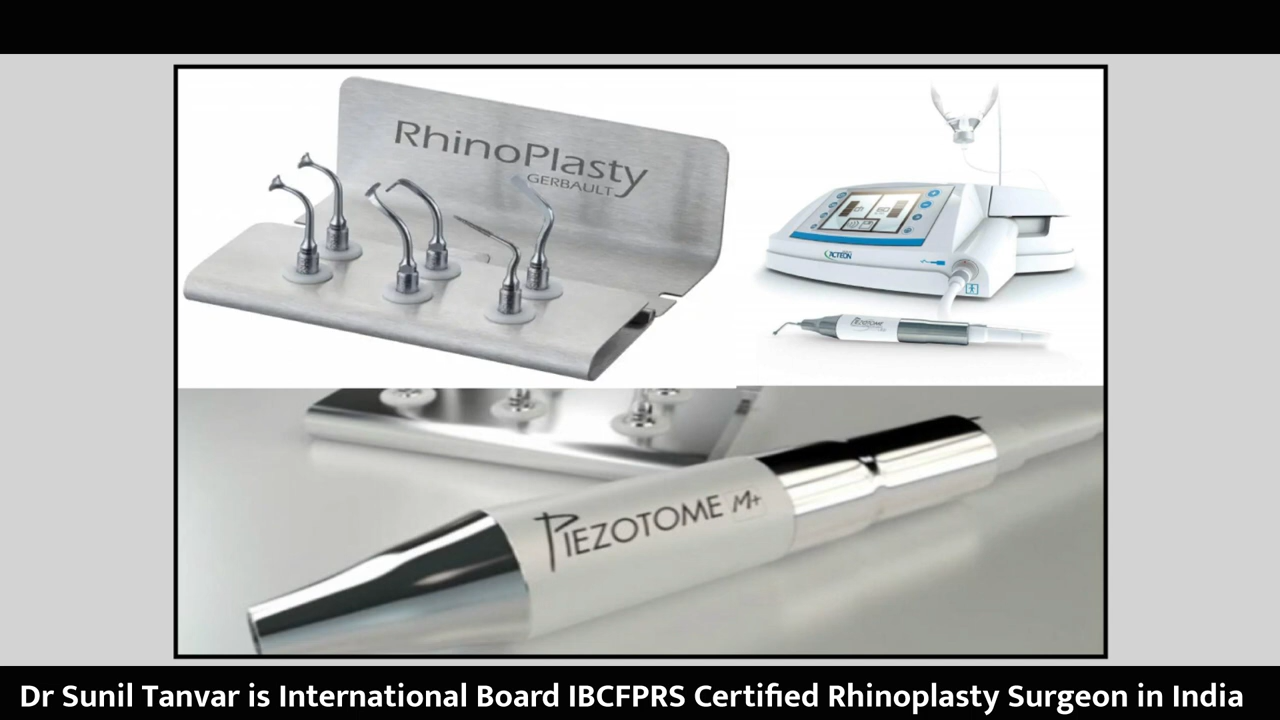 RhinoPlasty
GERBAULT
ACTEON
PIEZOTOME
PIEZOTOME M+
Dr Sunil Tanvar is International Board IBCFPRS Certified Rhinoplasty Surgeon in India